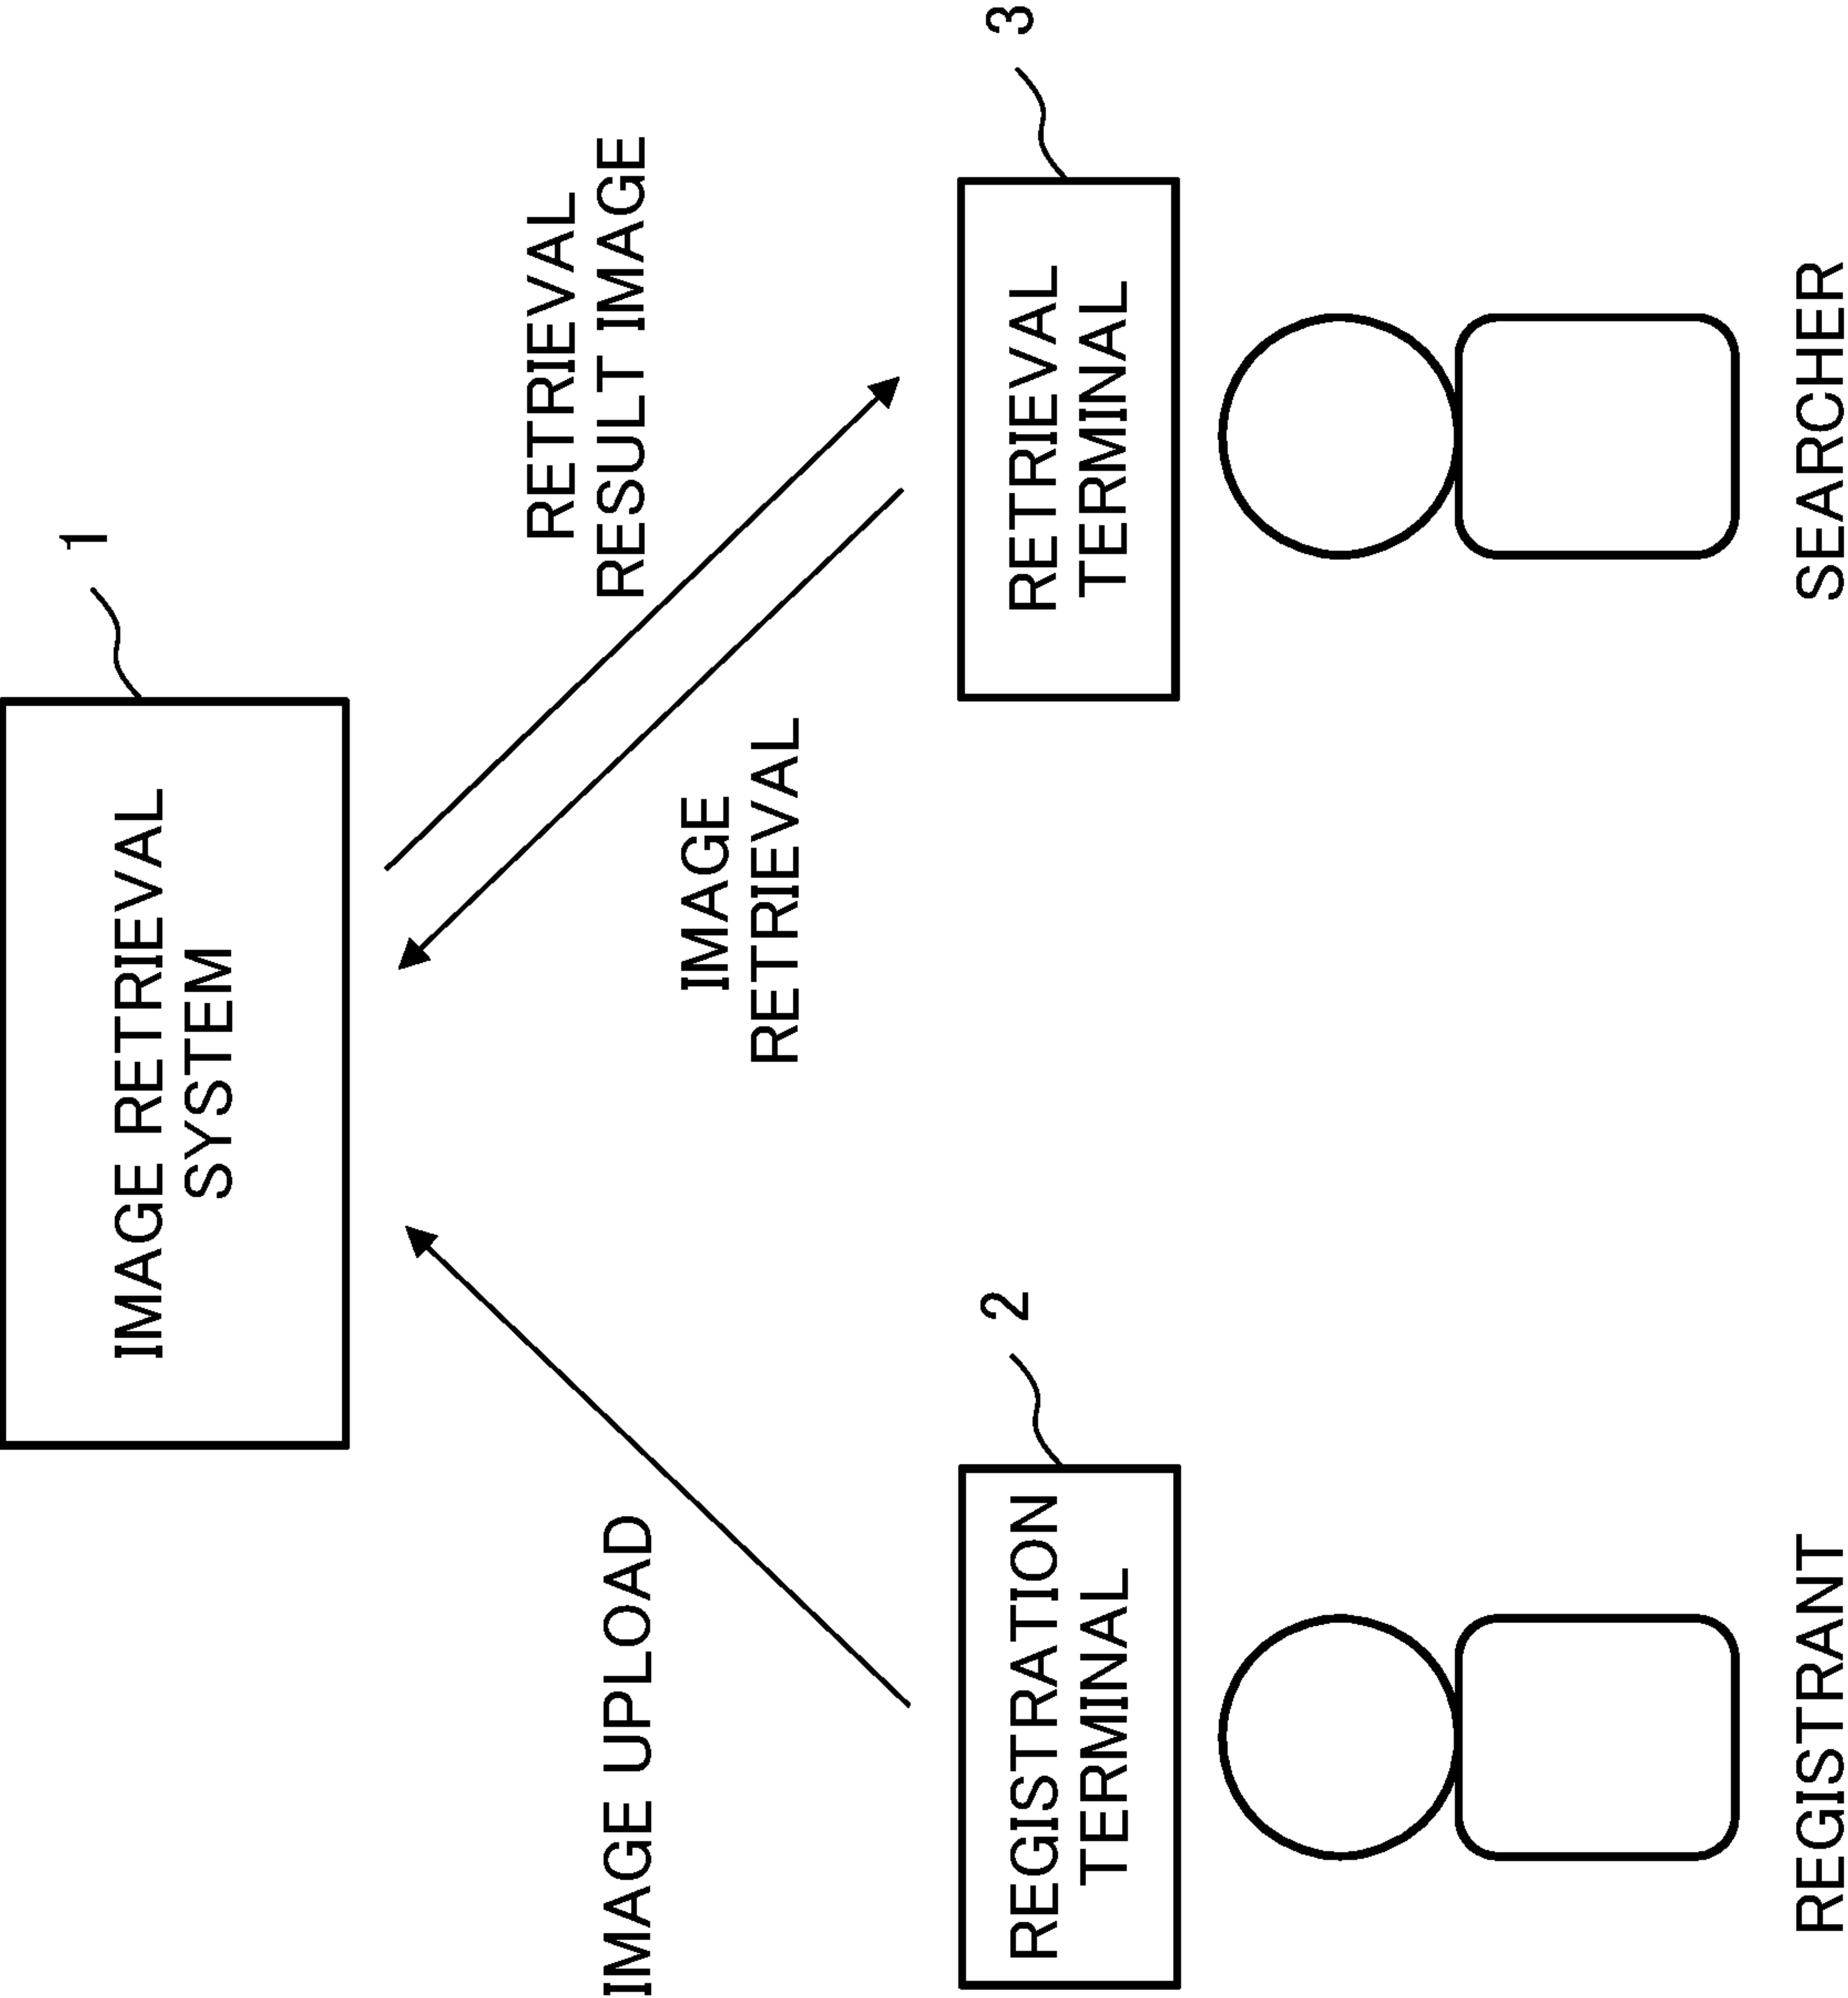 1
IMAGE RETRIEVAL
SYSTEM
RETRIEVAL
RESULT IMAGE
IMAGE UPLOAD
IMAGE
RETRIEVAL
2
3
REGISTRATION
TERMINAL
RETRIEVAL
TERMINAL
REGISTRANT
SEARCHER